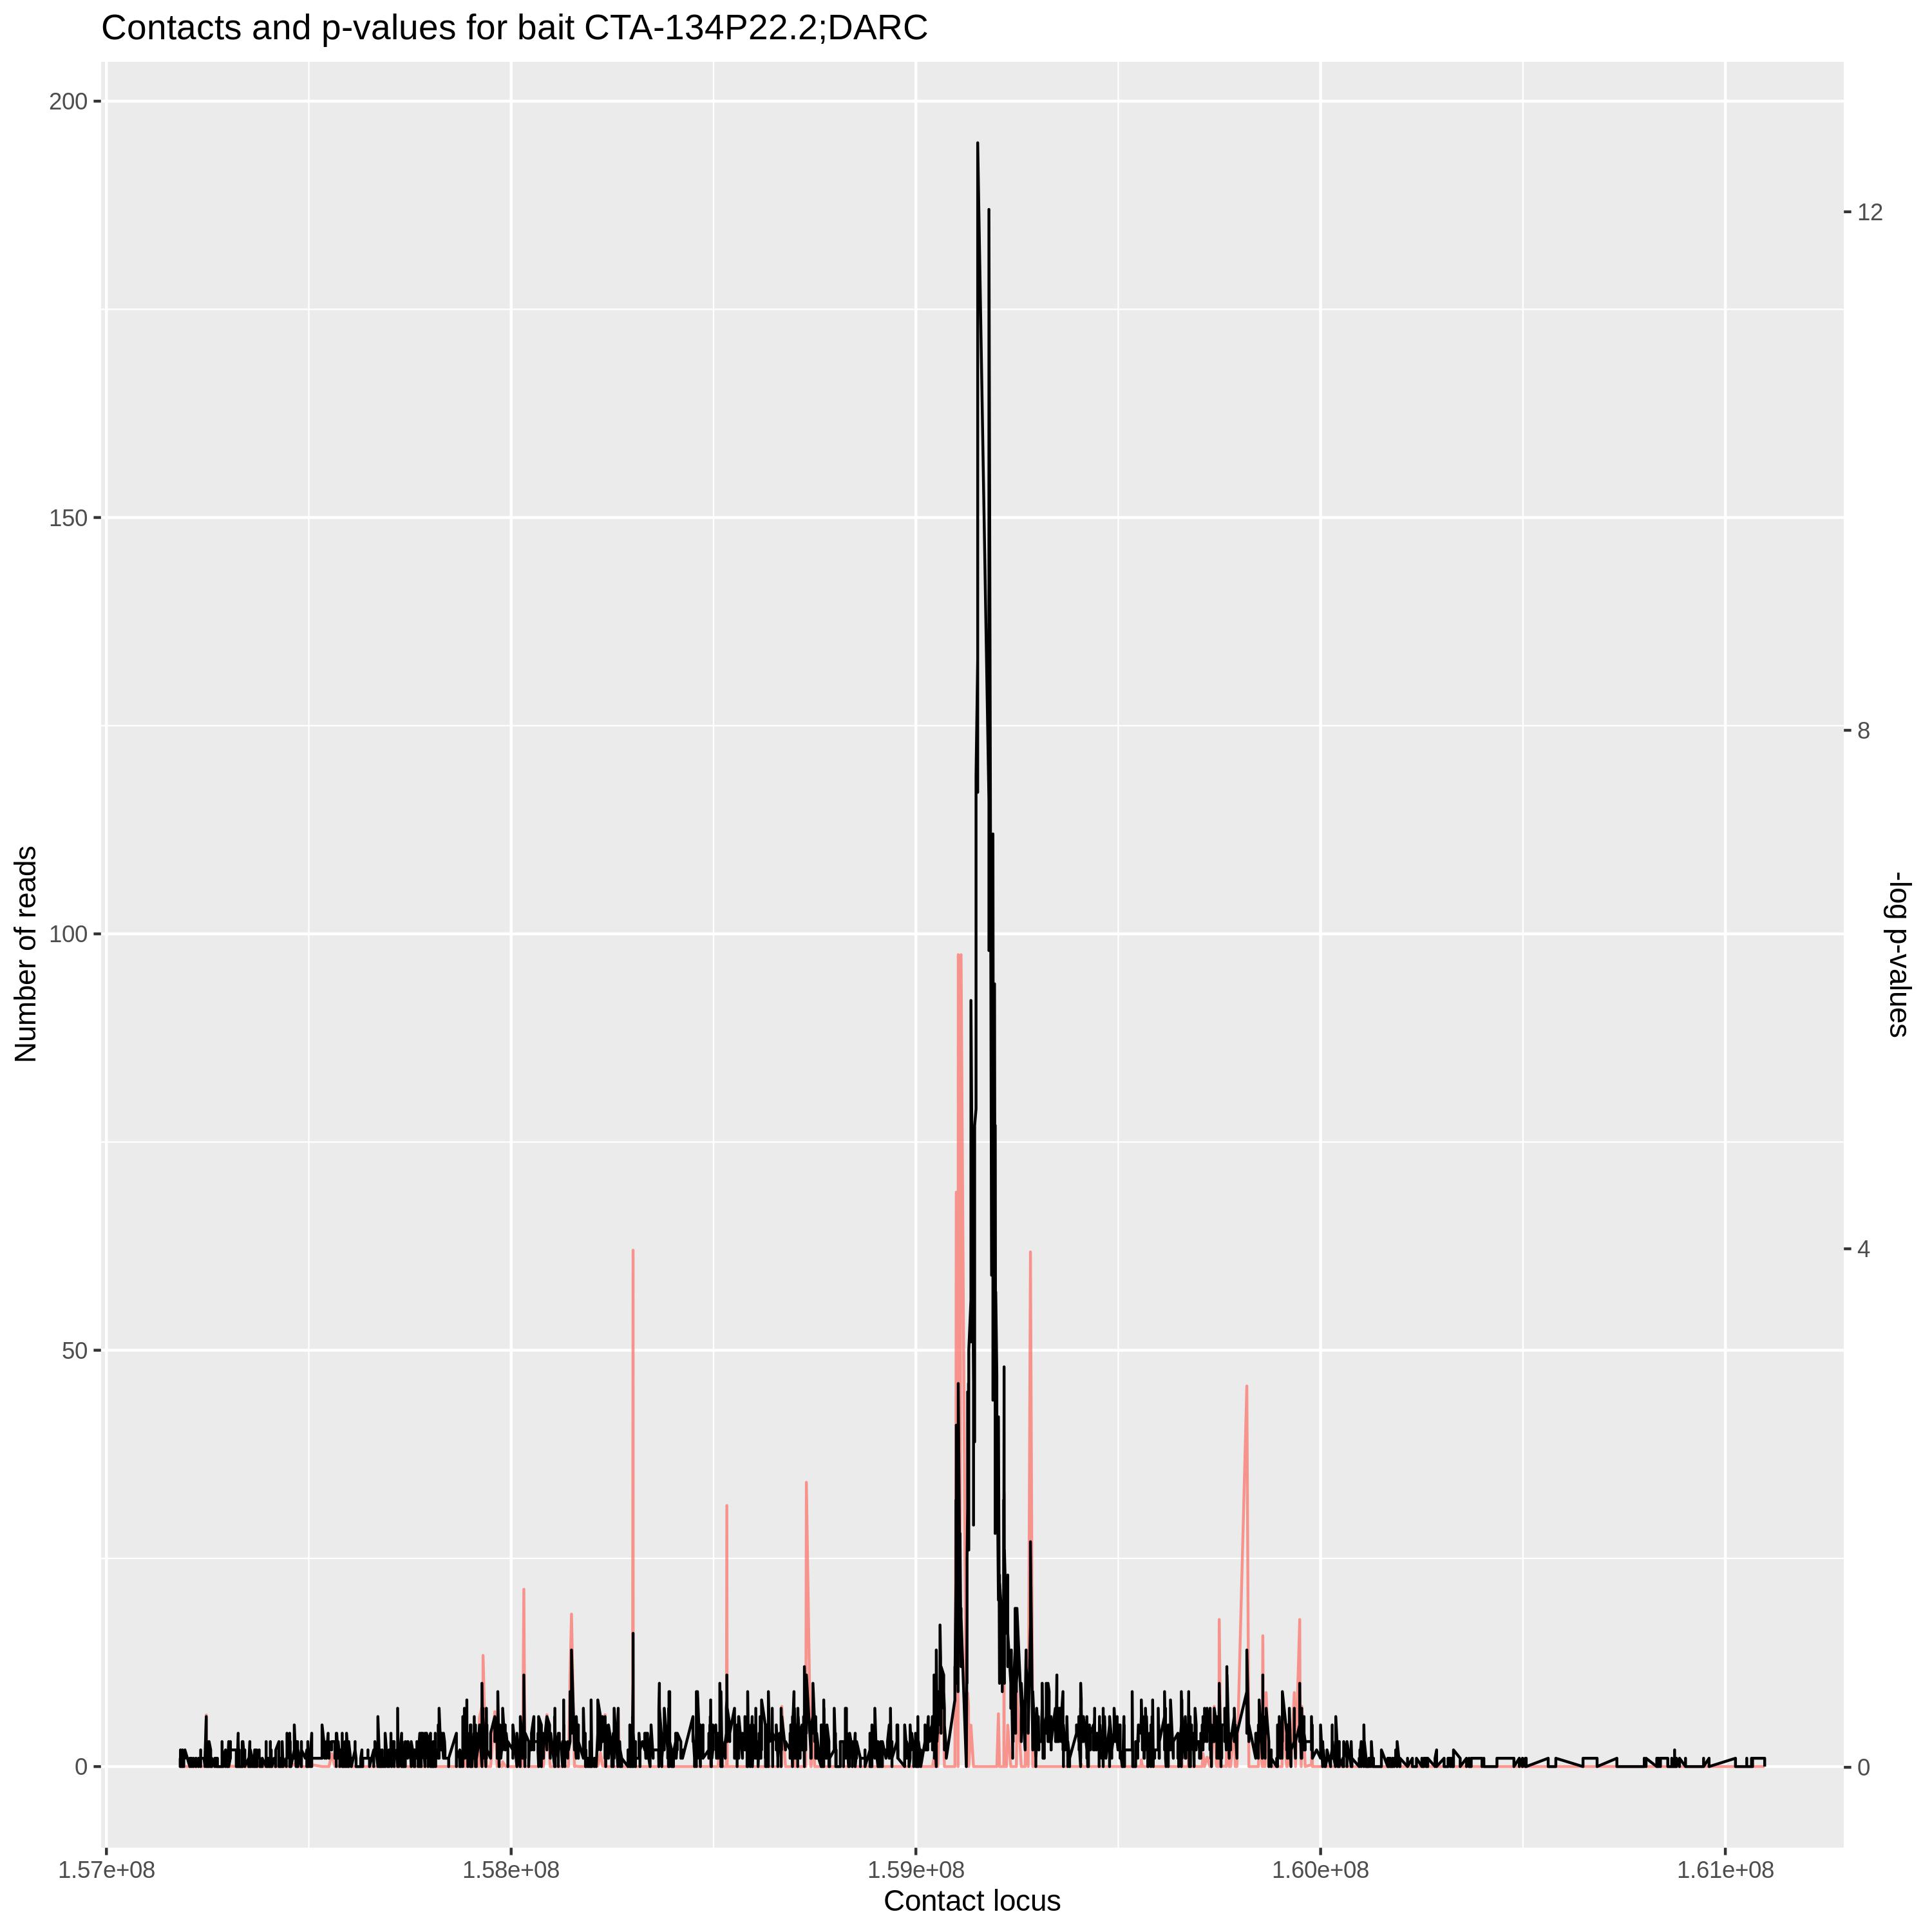 Contacts and p-values for bait CTA-134P22.2;DARC
200
150
100
50
0
Number of reads
12
8
4
0
-log p-values
1.57e+08
1.58e+08
1.59e+08
1.60e+08
1.61e+08
Contact locus